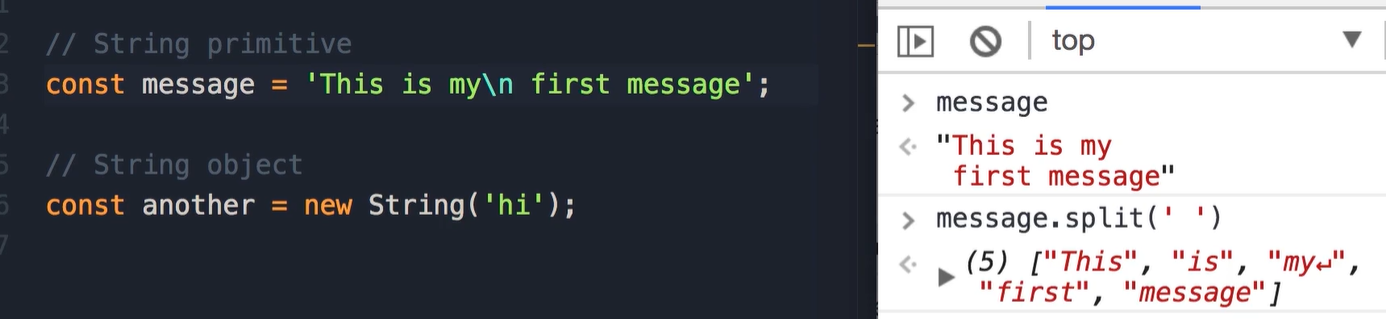 1
2 // String primitive
3 const message = 'This is my\n first message';
4
5 // String object
6 const another = new String('hi');
7
top ▼
> message
"This is my
first message"
> message.split(' ')
▶ (5) ["This", "is", "my↵",
"first", "message"]